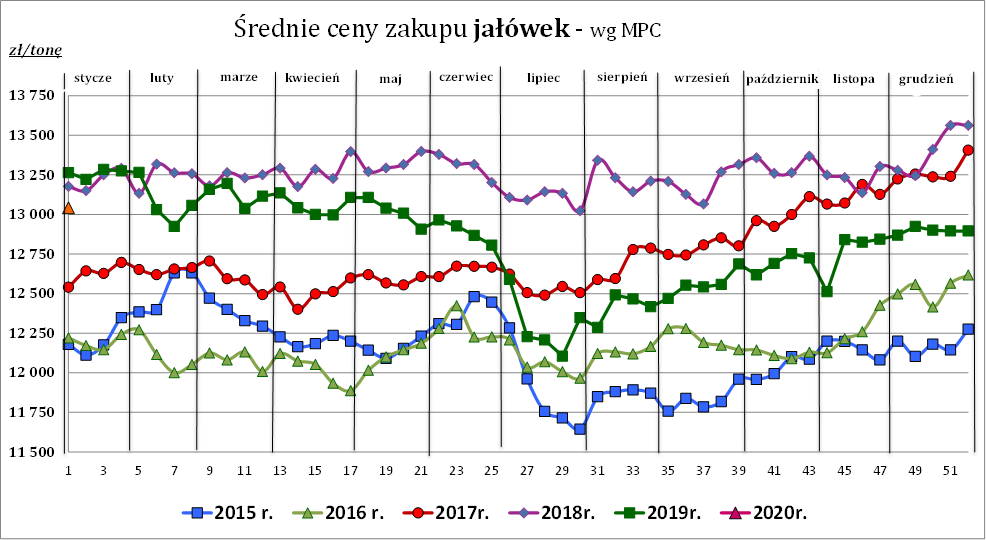 Średnie ceny zakupu jałówek - wg MPC
zł/tonę
stycze luty marze kwiecień maj czerwiec lipiec sierpień wrzesień październik listopa grudzień
13 750
13 500
13 250
13 000
12 750
12 500
12 250
12 000
11 750
11 500
1 3 5 7 9 11 13 15 17 19 21 23 25 27 29 31 33 35 37 39 41 43 45 47 49 51
2015 r. 2016 r. 2017r. 2018r. 2019r. 2020r.